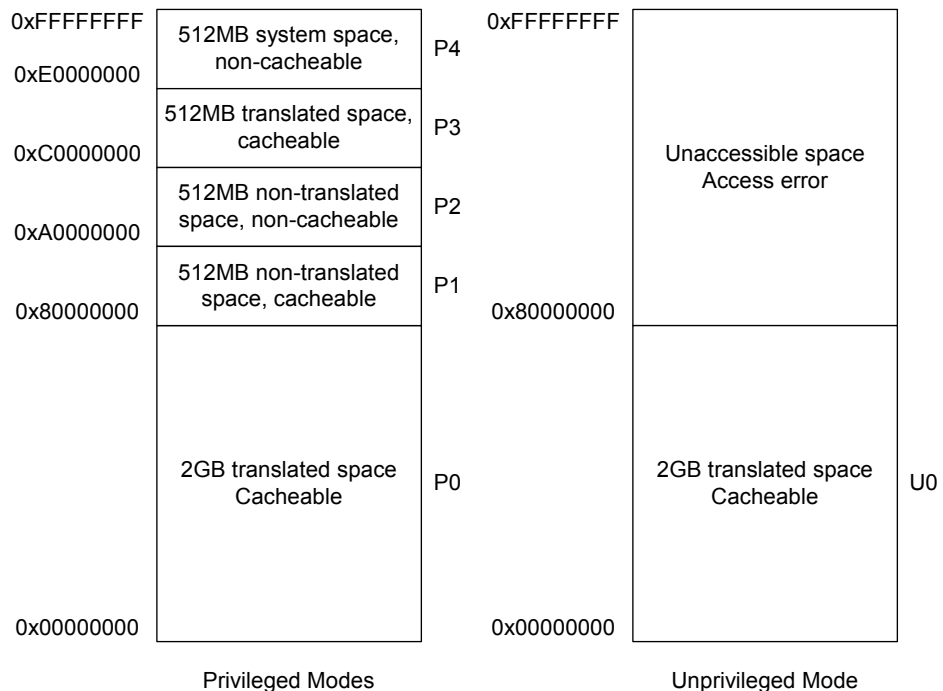 0xFFFFFFFF
512MB system space,
non-cacheable
P4
0xE0000000
512MB translated space,
cacheable
P3
0xC0000000
512MB non-translated
space, non-cacheable
P2
0xA0000000
512MB non-translated
space, cacheable
P1
0x80000000
2GB translated space
Cacheable
P0
0x00000000
Privileged Modes
0xFFFFFFFF
Unaccessible space
Access error
0x80000000
2GB translated space
Cacheable
U0
0x00000000
Unprivileged Mode